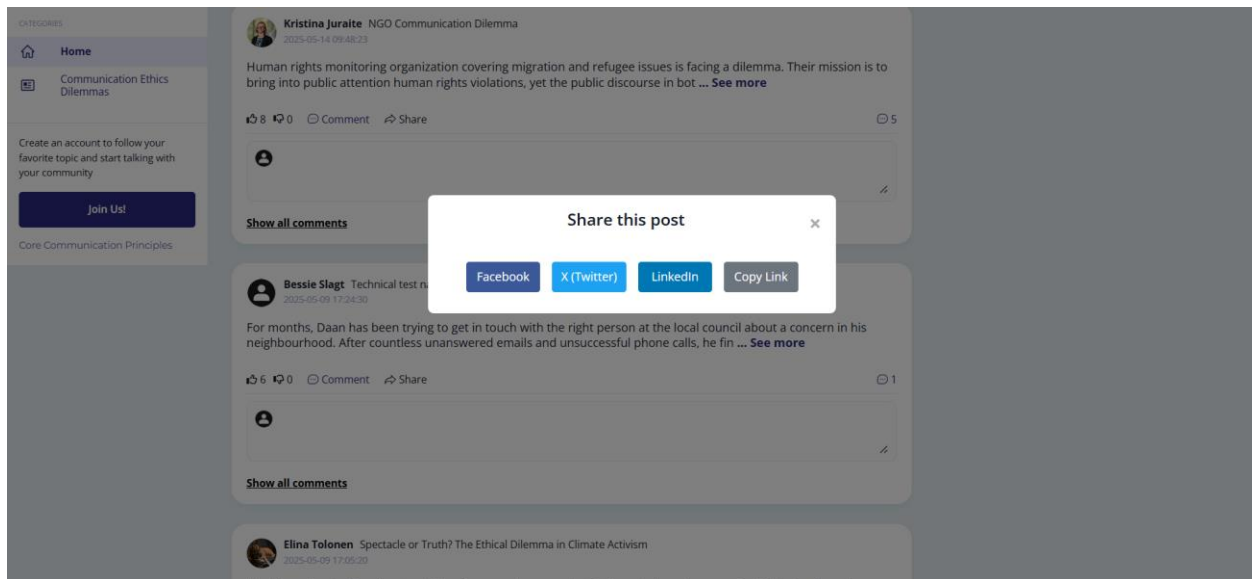 CATEGORIES
Home
Communication Ethics
Dilemmas
Create an account to follow your
favorite topic and start talking with
your community
Join Us!
Core Communication Principles
Kristina Juraite NGO Communication Dilemma
2025-05-14 09:48:23
Human rights monitoring organization covering migration and refugee issues is facing a dilemma. Their mission is to
bring into public attention human rights violations, yet the public discourse in bot ... See more
8 0 Comment Share 5
Show all comments
Share this post
×
Facebook X (Twitter) LinkedIn Copy Link
Bessie Slagt Technical test
2025-05-09 17:24:30
For months, Daan has been trying to get in touch with the right person at the local council about a concern in his
neighbourhood. After countless unanswered emails and unsuccessful phone calls, he fin ... See more
6 0 Comment Share 1
Show all comments
Elina Tolonen Spectacle or Truth? The Ethical Dilemma in Climate Activism
2025-05-09 17:05:20